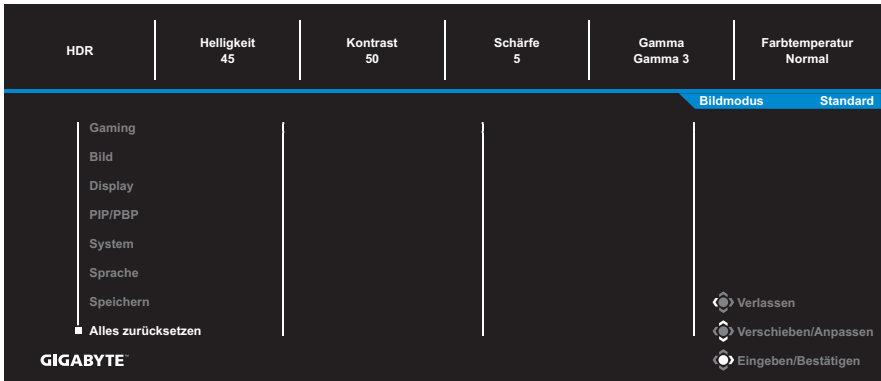 HDR
Helligkeit
45
Kontrast
50
Schärfe
5
Gamma
Gamma 3
Farbtemperatur
Normal
Bildmodus Standard
Gaming
Bild
Display
PIP/PBP
System
Sprache
Speichern
Alles zurücksetzen
Verlassen
Verschieben/Anpassen
Eingeben/Bestätigen
GIGABYTE™